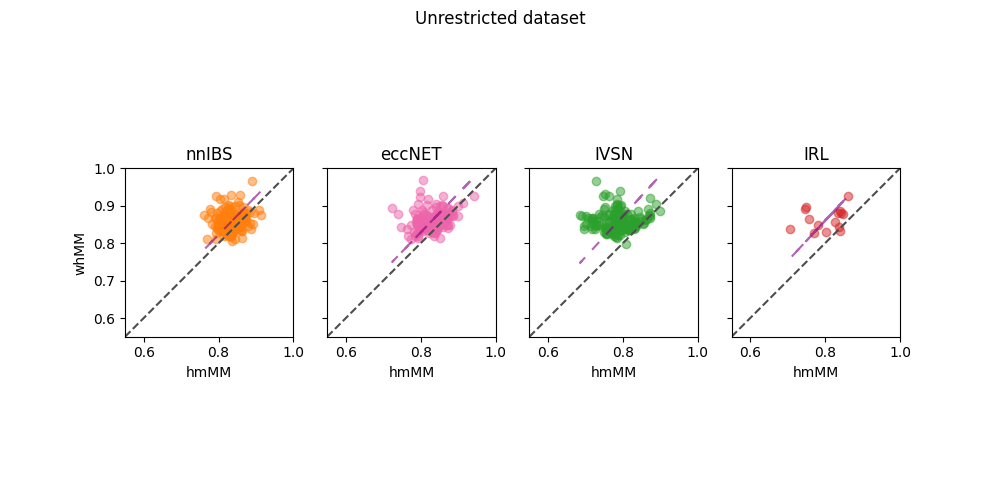 Unrestricted dataset
nnIBS
eccNET
IVSN
IRL
1.0
0.9
0.8
0.7
0.6
whMM
0.6 0.8 1.0
0.6 0.8 1.0
0.6 0.8 1.0
0.6 0.8 1.0
hmMM
hmMM
hmMM
hmMM